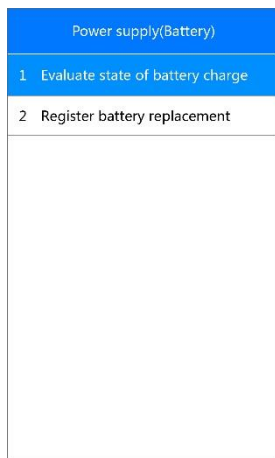 Power supply(Battery)
1 Evaluate state of battery charge
2 Register battery replacement